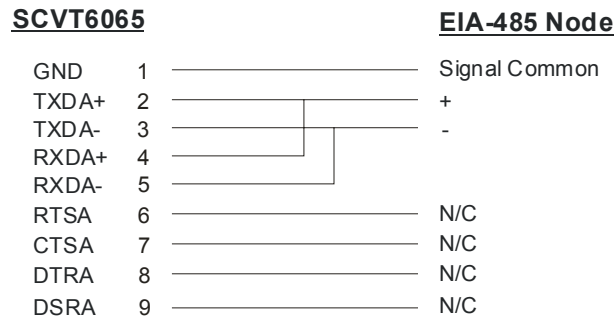 SCVT6065 EIA-485 Node
GND 1 Signal Common
TXDA+ 2 +
TXDA- 3 -
RXDA+ 4
RXDA- 5
RTSA 6 N/C
CTSA 7 N/C
DTRA 8 N/C
DSRA 9 N/C